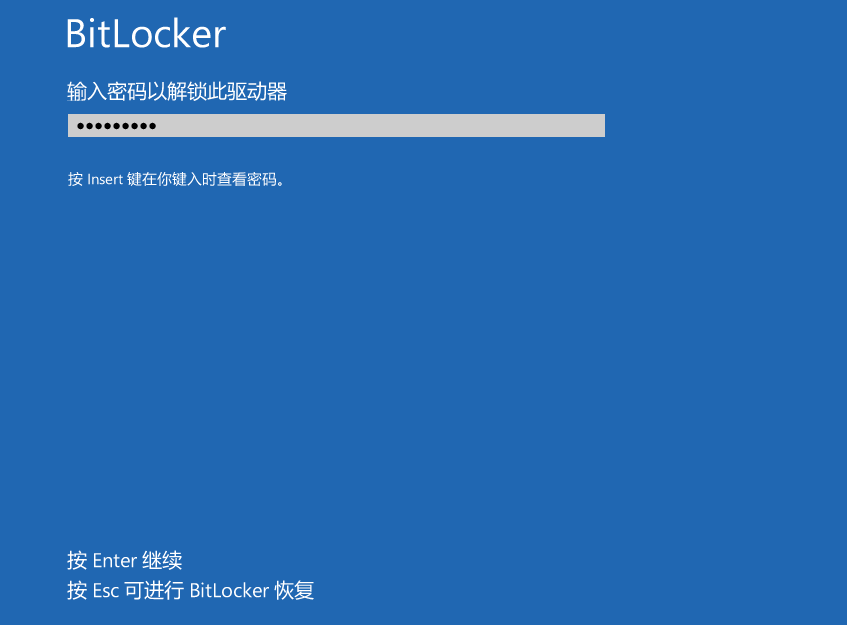 BitLocker
输入密码以解锁此驱动器
●●●●●●●●●
按 Insert 键在你键入时查看密码。
按 Enter 继续
按 Esc 可进行 BitLocker 恢复